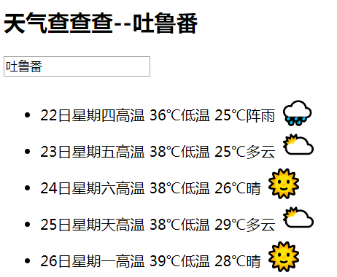 天气查查查--吐鲁番
吐鲁番
22日星期四高温 36℃低温 25℃阵雨
23日星期五高温 38℃低温 25℃多云
24日星期六高温 38℃低温 26℃晴
25日星期天高温 38℃低温 29℃多云
26日星期一高温 39℃低温 28℃晴